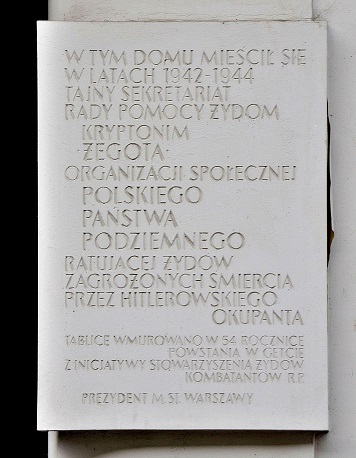 W TYM DOMU MIEŚCIŁ SIĘ
W LATACH 1942-1944
TAJNY SEKRETARIAT
RADY POMOCY ŻYDOM
KRYPTONIM
ŻEGOTA
ORGANIZACJI SPOŁECZNEJ
POLSKIEGO
PAŃSTWA
PODZIEMNEGO
RATUJĄCEJ ŻYDÓW
ZAGROŻONYCH ŚMIERCIĄ
PRZEZ HITLEROWSKIEGO
OKUPANTA
TABLICĘ WMUROWANO W 54 ROCZNICĘ
POWSTANIA W GETCIE
Z INICJATYWY STOWARZYSZENIA ŻYDÓW
KOMBATANTÓW R.P.
PREZYDENT M. ST. WARSZAWY